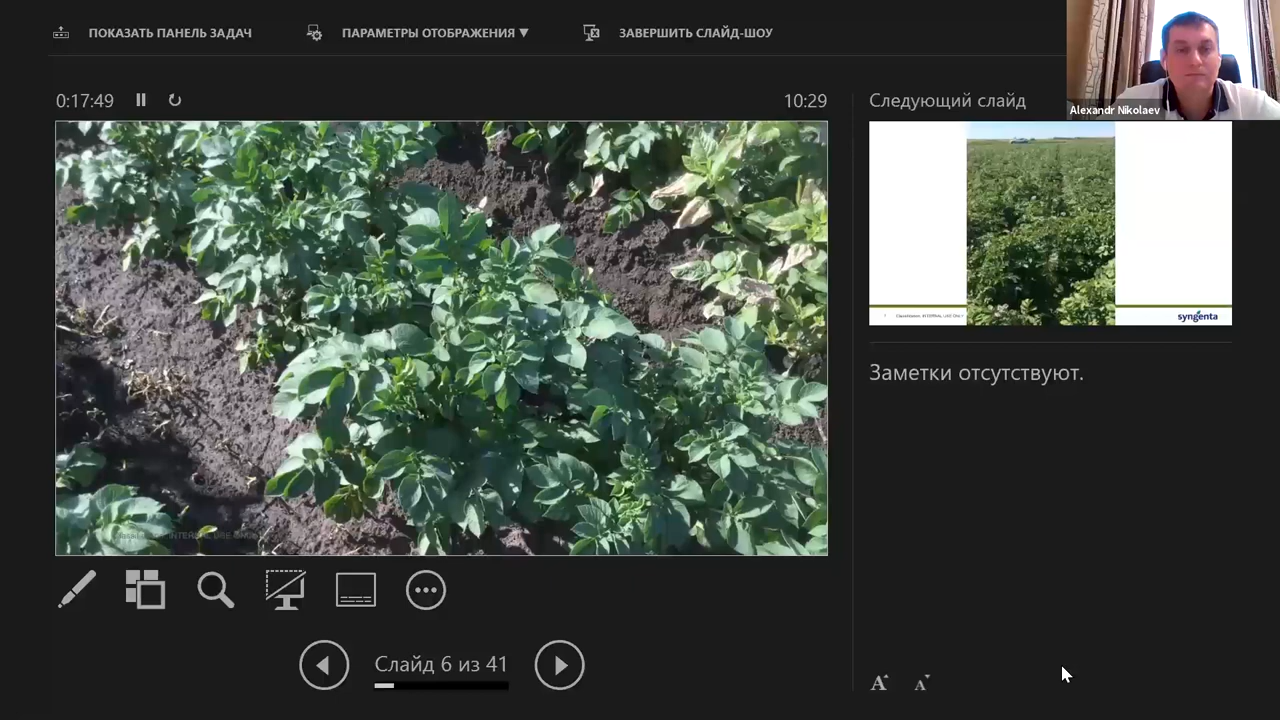 ПОКАЗАТЬ ПАНЕЛЬ ЗАДАЧ
ПАРАМЕТРЫ ОТОБРАЖЕНИЯ ▼
ЗАВЕРШИТЬ СЛАЙД-ШОУ
Alexandr Nikolaev
0:17:49
10:29
Следующий слайд
syngenta
Заметки отсутствуют.
Слайд 6 из 41
A A